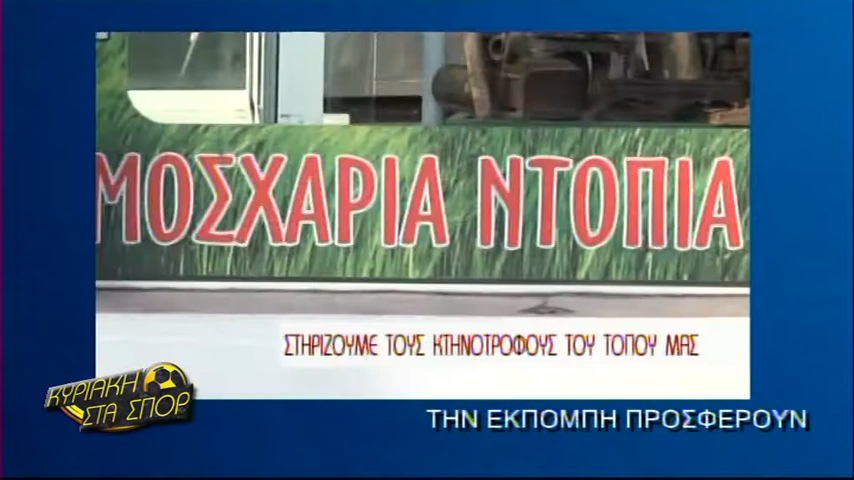 ΜΟΣΧΑΡΙΑ ΝΤΟΠΙΑ
ΣΤΗΡΙΖΟΥΜΕ ΤΟΥΣ ΚΤΗΝΟΤΡΟΦΟΥΣ ΤΟΥ ΤΟΠΟΥ ΜΑΣ
ΚΥΡΙΑΚΗ
ΣΤΑ ΣΠΟΡ
ΤΗΝ ΕΚΠΟΜΠΗ ΠΡΟΣΦΕΡΟΥΝ